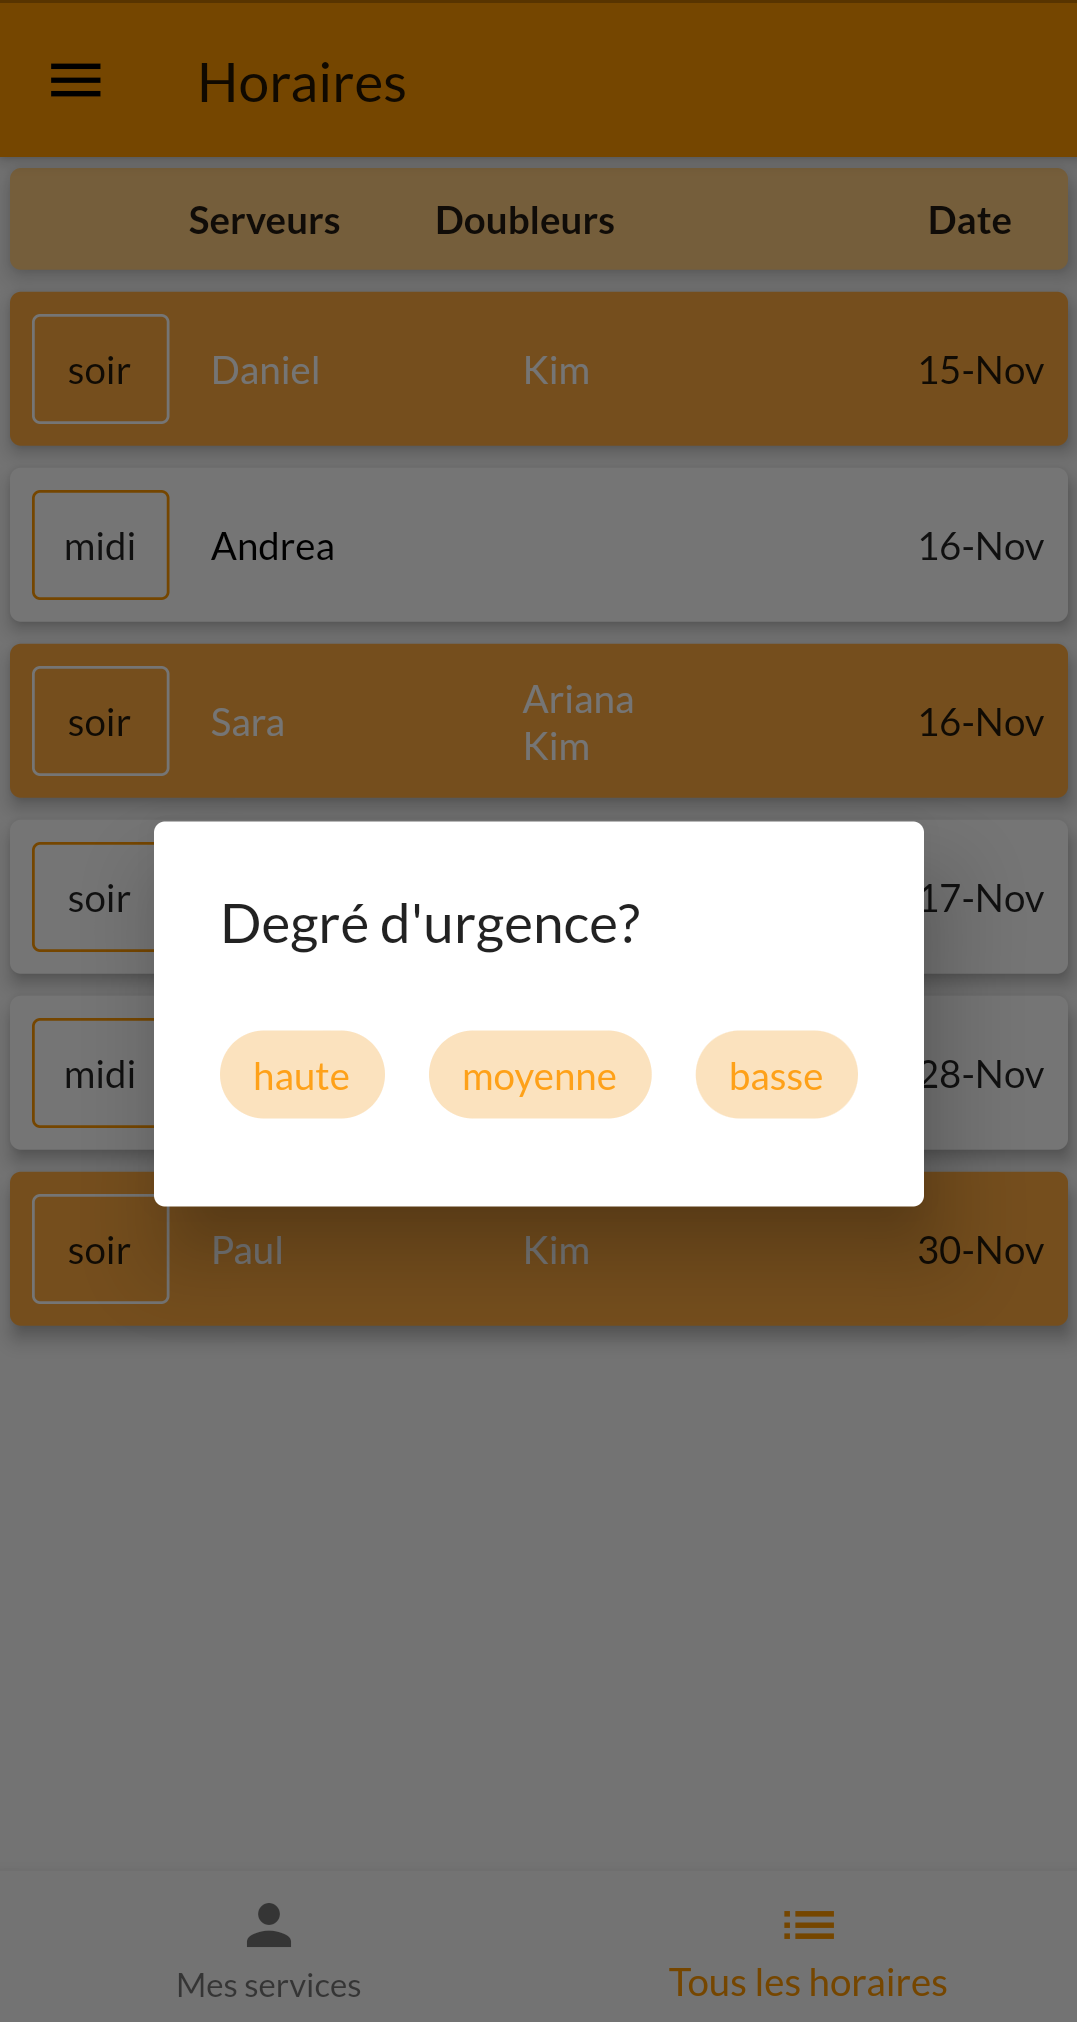 Horaires
Serveurs Doubleurs Date
soir Daniel Kim 15-Nov
midi Andrea 16-Nov
soir Sara Ariana Kim 16-Nov
soir 17-Nov
Degré d'urgence?
haute moyenne basse
midi 28-Nov
soir Paul Kim 30-Nov
Mes services Tous les horaires